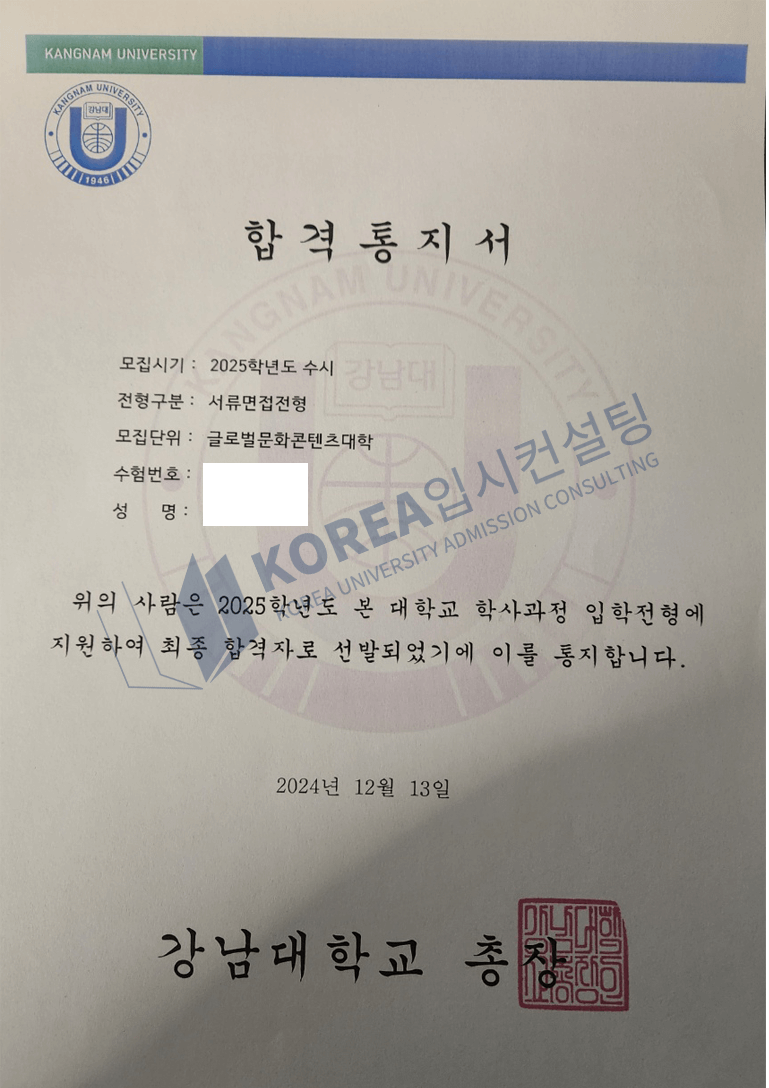 KANGNAM UNIVERSITY
KANGNAM UNIVERSITY
강남대
1946
합격통지서
KANGNAM UNIVERSITY
강남대
모집시기 : 2025학년도 수시
전형구분 : 서류면접전형
모집단위 : 글로벌문화콘텐츠대학
수험번호 :
성 명 :
KOREA입시컨설팅
KOREA UNIVERSITY ADMISSION CONSULTING
위의 사람은 2025학년도 본 대학교 학사과정 입학전형에
지원하여 최종 합격자로 선발되었기에 이를 통지합니다.
2024년 12월 13일
강남대학교 총장